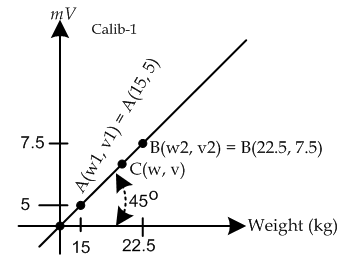 mV
Calib-1
A(w1, v1) = A(15, 5)
7.5
B(w2, v2) = B(22.5, 7.5)
C(w, v)
45°
5
Weight (kg)
15
22.5